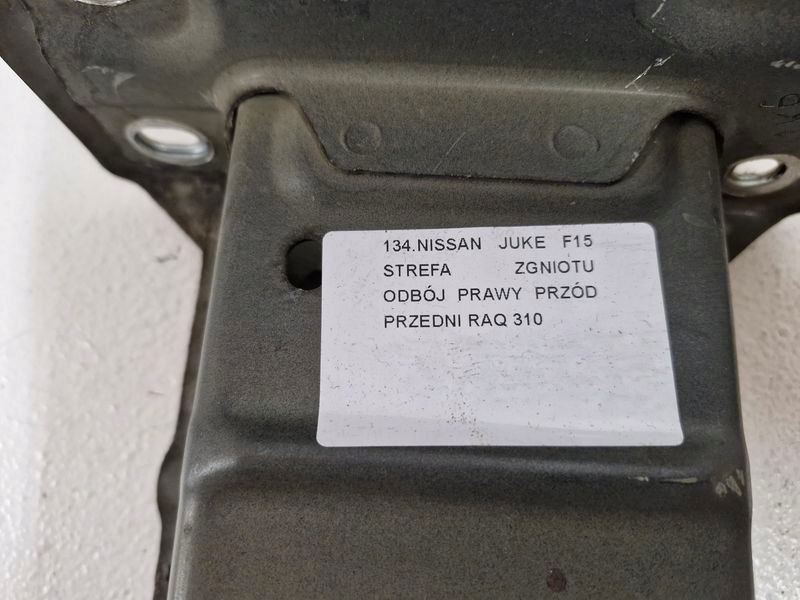 134.NISSAN JUKE F15
STREFA ZGNIOTU
ODBÓJ PRAWY PRZÓD
PRZEDNI RAQ 310